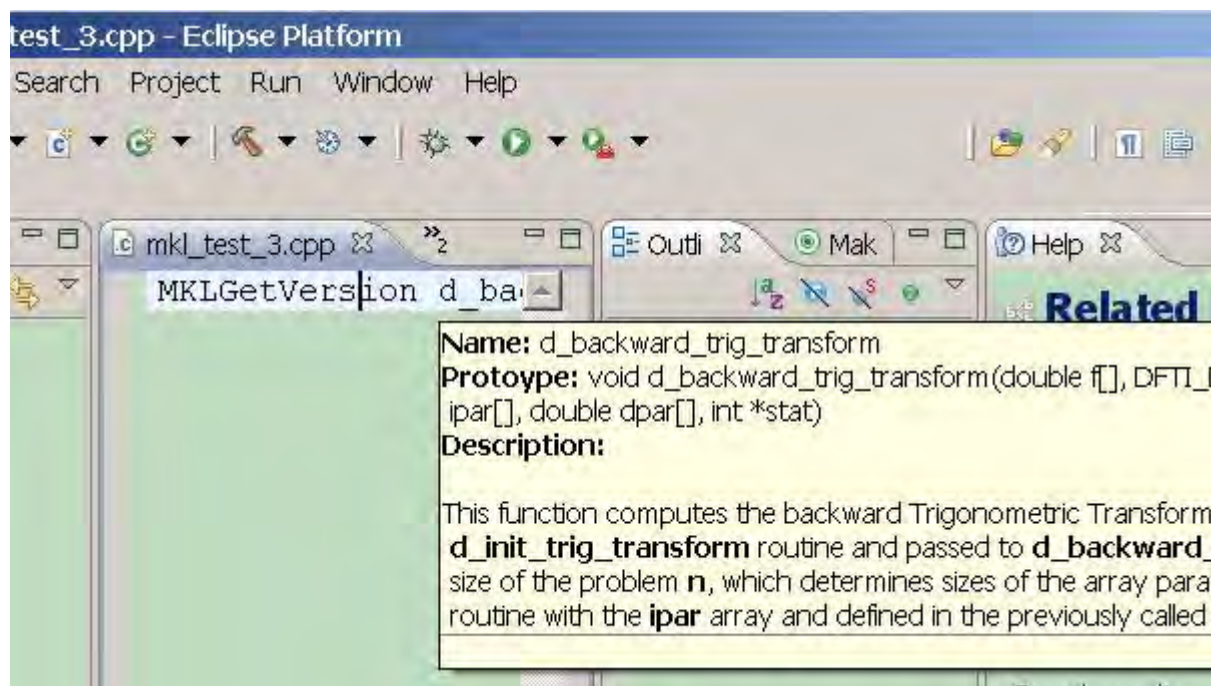 test_3.cpp - Eclipse Platform
Search Project Run Window Help
mkl_test_3.cpp 2 Outli Mak Help
MKLGetVersion d_ba
Related
Name: d_backward_trig_transform
Protoype: void d_backward_trig_transform(double f[], DFTI_
ipar[], double dpar[], int *stat)
Description:
This function computes the backward Trigonometric Transform
d_init_trig_transform routine and passed to d_backward_
size of the problem n, which determines sizes of the array para
routine with the ipar array and defined in the previously called